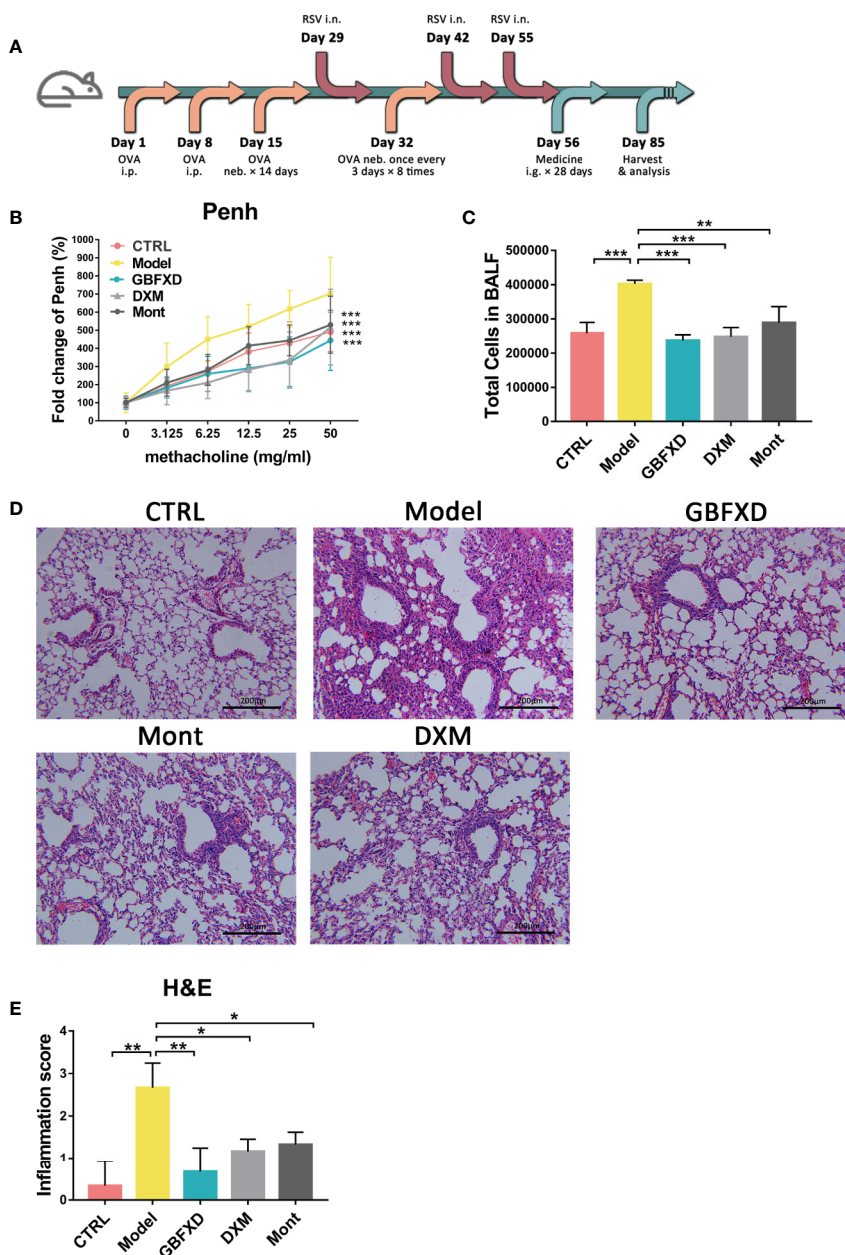 A
RSV i.n.
Day 29
RSV i.n.
Day 42
RSV i.n.
Day 55
Day 1
OVA
i.p.
Day 8
OVA
i.p.
Day 15
OVA
neb. × 14 days
Day 32
OVA neb. once every
3 days × 8 times
Day 56
Medicine
i.g. × 28 days
Day 85
Harvest
& analysis
B
Penh
Fold change of Penh (%)
1000
900
800
700
600
500
400
300
200
100
0
CTRL
Model
GBFXD
DXM
Mont
***
***
***
***
0
3.125
6.25
12.5
25
50
methacholine (mg/ml)
C
Total Cells in BALF
500000
400000
300000
200000
100000
0
**
***
***
***
CTRL
Model
GBFXD
DXM
Mont
D
CTRL
Model
GBFXD
200μm
200μm
200μm
Mont
DXM
200μm
200μm
H&E
E
Inflammation score
4
3
2
1
0
*
*
**
**
CTRL
Model
GBFXD
DXM
Mont